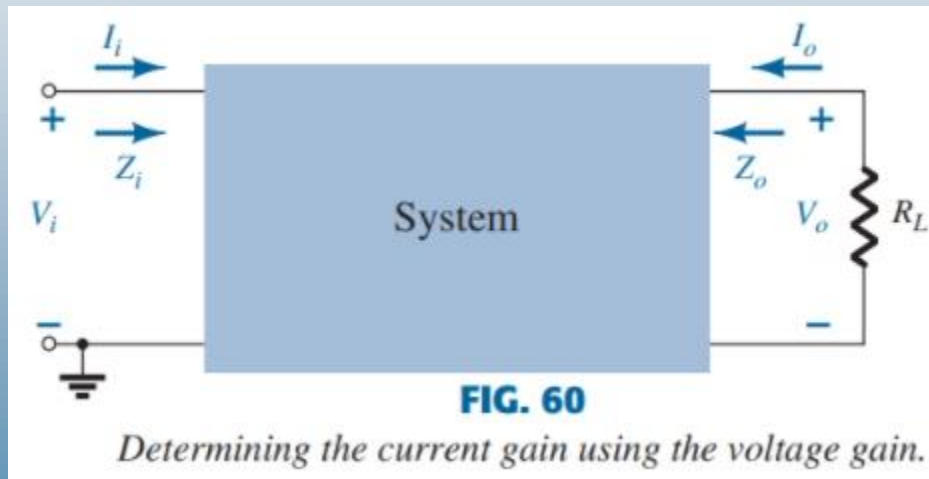 I_i I_o
+ +
Z_i Z_o
V_i System V_o R_L
− −
FIG. 60
Determining the current gain using the voltage gain.